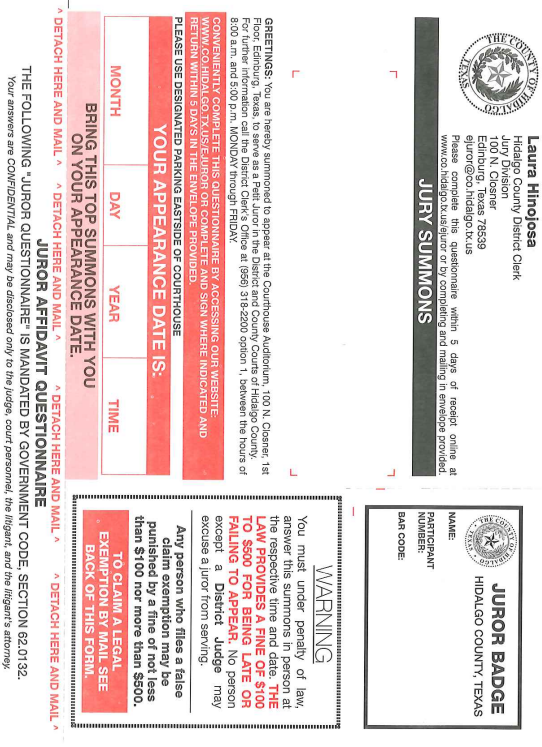 THE COUNTY OF HIDALGO
TEXAS
Laura Hinojosa
Hidalgo County District Clerk
Jury Division
100 N. Closner
Edinburg, Texas 78539
ejuror@co.hidalgo.tx.us
Please complete this questionnaire within 5 days of receipt online at
www.co.hidalgo.tx.us/ejuror or by completing and mailing in envelope provided.
JURY SUMMONS
GREETINGS: You are hereby summoned to appear at the Courthouse Auditorium, 100 N. Closner, 1st
Floor, Edinburg, Texas, to serve as a Petit Juror in the District and County Courts of Hidalgo County.
For further information call the District Clerk's Office at (956) 318-2200 option 1, between the hours of
8:00 a.m. and 5:00 p.m. MONDAY through FRIDAY.
CONVENIENTLY COMPLETE THIS QUESTIONNAIRE BY ACCESSING OUR WEBSITE:
WWW.CO.HIDALGO.TX.US/EJUROR OR COMPLETE AND SIGN WHERE INDICATED AND
RETURN WITHIN 5 DAYS IN THE ENVELOPE PROVIDED.
PLEASE USE DESIGNATED PARKING EASTSIDE OF COURTHOUSE
YOUR APPEARANCE DATE IS:
MONTH DAY YEAR TIME
BRING THIS TOP SUMMONS WITH YOU
ON YOUR APPEARANCE DATE.
THE COUNTY OF HIDALGO
TEXAS
JUROR BADGE
HIDALGO COUNTY, TEXAS
NAME:
PARTICIPANT
NUMBER:
BAR CODE:
WARNING
You must under penalty of law,
answer this summons in person at
the respective time and date. THE
LAW PROVIDES A FINE OF $100
TO $500 FOR BEING LATE OR
FAILING TO APPEAR. No person
except a District Judge may
excuse a juror from serving.
Any person who files a false
claim exemption may be
punished by a fine of not less
than $100 nor more than $500.
TO CLAIM A LEGAL
EXEMPTION BY MAIL SEE
BACK OF THIS FORM.
^ DETACH HERE AND MAIL ^ ^ DETACH HERE AND MAIL ^ ^ DETACH HERE AND MAIL ^ ^ DETACH HERE AND MAIL ^
JUROR AFFIDAVIT QUESTIONNAIRE
THE FOLLOWING "JUROR QUESTIONNAIRE" IS MANDATED BY GOVERNMENT CODE, SECTION 62.0132.
Your answers are CONFIDENTIAL and may be disclosed only to the judge, court personnel, the litigant, and the litigant's attorney.